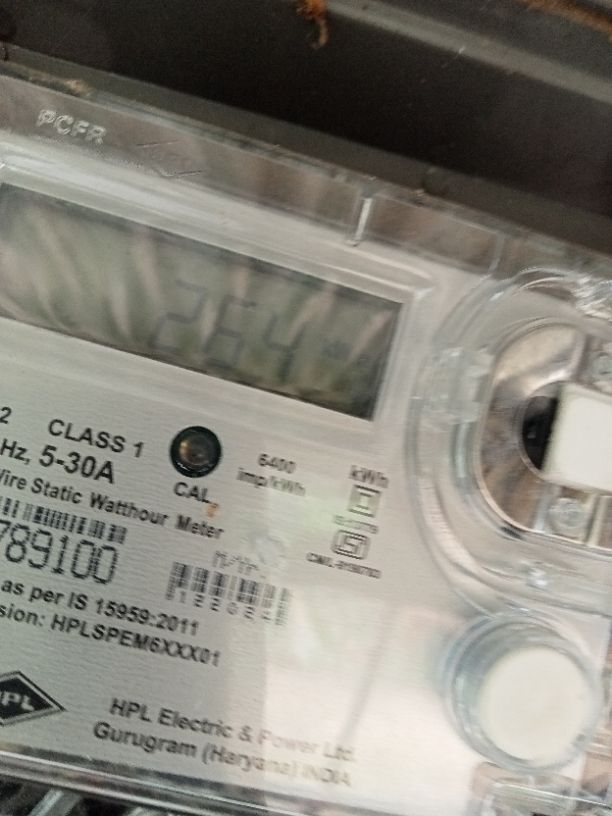 PCFR
264
2 CLASS 1
Hz, 5-30A
CAL
6400
imp/kWh
kWh
Wire Static Watthour Meter
789100
as per IS 15959:2011
sion: HPLSPEM6XXX01
HPL
HPL Electric & Power Ltd.
Gurugram (Haryana) INDIA